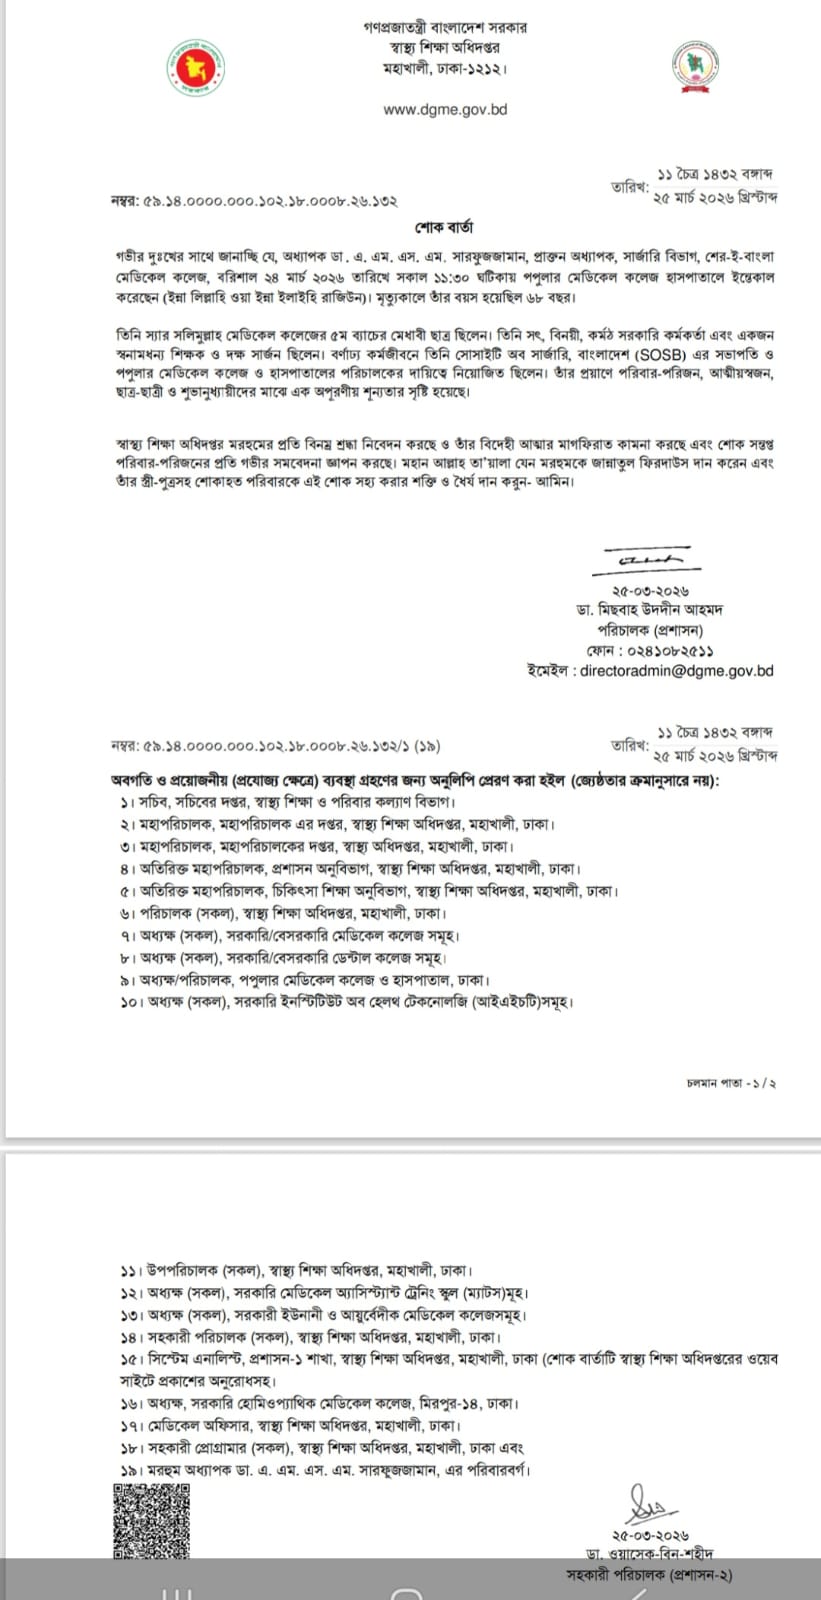 গণপ্রজাতন্ত্রী বাংলাদেশ সরকার
স্বাস্থ্য শিক্ষা অধিদপ্তর
মহাখালী, ঢাকা-১২১২।
www.dgme.gov.bd
নম্বর: ৫৯.১৪.০০০০.০০০.১০২.১৮.০০০৮.২৬.১৩২
তারিখ: ১১ চৈত্র ১৪৩২ বঙ্গাব্দ
২৫ মার্চ ২০২৬ খ্রিস্টাব্দ
শোক বার্তা
গভীর দুঃখের সাথে জানাচ্ছি যে, অধ্যাপক ডা. এ. এম. এস. এম. সারফুজজামান, প্রাক্তন অধ্যাপক, সার্জারি বিভাগ, শের-ই-বাংলা
মেডিকেল কলেজ, বরিশাল ২৪ মার্চ ২০২৬ তারিখে সকাল ১১:৩০ ঘটিকায় পপুলার মেডিকেল কলেজ হাসপাতালে ইন্তেকাল
করেছেন (ইন্না লিল্লাহি ওয়া ইন্না ইলাইহি রাজিউন)। মৃত্যুকালে তাঁর বয়স হয়েছিল ৬৮ বছর।
তিনি স্যার সলিমুল্লাহ মেডিকেল কলেজের ৫ম ব্যাচের মেধাবী ছাত্র ছিলেন। তিনি সৎ, বিনয়ী, কর্মঠ সরকারি কর্মকর্তা এবং একজন
স্বনামধন্য শিক্ষক ও দক্ষ সার্জন ছিলেন। বর্ণাঢ্য কর্মজীবনে তিনি সোসাইটি অব সার্জারি, বাংলাদেশ (SOSB) এর সভাপতি ও
পপুলার মেডিকেল কলেজ ও হাসপাতালের পরিচালকের দায়িত্বে নিয়োজিত ছিলেন। তাঁর প্রয়াণে পরিবার-পরিজন, আত্মীয়স্বজন,
ছাত্র-ছাত্রী ও শুভানুধ্যায়ীদের মাঝে এক অপূরণীয় শূন্যতার সৃষ্টি হয়েছে।
স্বাস্থ্য শিক্ষা অধিদপ্তর মরহুমের প্রতি বিনম্র শ্রদ্ধা নিবেদন করছে ও তাঁর বিদেহী আত্মার মাগফিরাত কামনা করছে এবং শোক সন্তপ্ত
পরিবার-পরিজনের প্রতি গভীর সমবেদনা জ্ঞাপন করছে। মহান আল্লাহ তা'য়ালা যেন মরহুমকে জান্নাতুল ফিরদাউস দান করেন এবং
তাঁর স্ত্রী-পুত্রসহ শোকাহত পরিবারকে এই শোক সহ্য করার শক্তি ও ধৈর্য দান করুন- আমিন।
২৫-০৩-২০২৬
ডা. মিছবাহ উদদীন আহমদ
পরিচালক (প্রশাসন)
ফোন : ০২৪১০৮২৫১১
ইমেইল : directoradmin@dgme.gov.bd
নম্বর: ৫৯.১৪.০০০০.০০০.১০২.১৮.০০০৮.২৬.১৩২/১ (১৯)
তারিখ: ১১ চৈত্র ১৪৩২ বঙ্গাব্দ
২৫ মার্চ ২০২৬ খ্রিস্টাব্দ
অবগতি ও প্রয়োজনীয় (প্রযোজ্য ক্ষেত্রে) ব্যবস্থা গ্রহণের জন্য অনুলিপি প্রেরণ করা হইল (জ্যেষ্ঠতার ক্রমানুসারে নয়):
১। সচিব, সচিবের দপ্তর, স্বাস্থ্য শিক্ষা ও পরিবার কল্যাণ বিভাগ।
২। মহাপরিচালক, মহাপরিচালক এর দপ্তর, স্বাস্থ্য শিক্ষা অধিদপ্তর, মহাখালী, ঢাকা।
৩। মহাপরিচালক, মহাপরিচালকের দপ্তর, স্বাস্থ্য অধিদপ্তর, মহাখালী, ঢাকা।
৪। অতিরিক্ত মহাপরিচালক, প্রশাসন অনুবিভাগ, স্বাস্থ্য শিক্ষা অধিদপ্তর, মহাখালী, ঢাকা।
৫। অতিরিক্ত মহাপরিচালক, চিকিৎসা শিক্ষা অনুবিভাগ, স্বাস্থ্য শিক্ষা অধিদপ্তর, মহাখালী, ঢাকা।
৬। পরিচালক (সকল), স্বাস্থ্য শিক্ষা অধিদপ্তর, মহাখালী, ঢাকা।
৭। অধ্যক্ষ (সকল), সরকারি/বেসরকারি মেডিকেল কলেজ সমূহ।
৮। অধ্যক্ষ (সকল), সরকারি/বেসরকারি ডেন্টাল কলেজ সমূহ।
৯। অধ্যক্ষ/পরিচালক, পপুলার মেডিকেল কলেজ ও হাসপাতাল, ঢাকা।
১০। অধ্যক্ষ (সকল), সরকারি ইনস্টিটিউট অব হেলথ টেকনোলজি (আইএইচটি)সমূহ।
চলমান পাতা -১/২
১১। উপপরিচালক (সকল), স্বাস্থ্য শিক্ষা অধিদপ্তর, মহাখালী, ঢাকা।
১২। অধ্যক্ষ (সকল), সরকারি মেডিকেল অ্যাসিস্ট্যান্ট ট্রেনিং স্কুল (ম্যাটস)মূহ।
১৩। অধ্যক্ষ (সকল), সরকারী ইউনানী ও আয়ুর্বেদীক মেডিকেল কলেজসমূহ।
১৪। সহকারী পরিচালক (সকল), স্বাস্থ্য শিক্ষা অধিদপ্তর, মহাখালী, ঢাকা।
১৫। সিস্টেম এনালিস্ট, প্রশাসন-১ শাখা, স্বাস্থ্য শিক্ষা অধিদপ্তর, মহাখালী, ঢাকা (শোক বার্তাটি স্বাস্থ্য শিক্ষা অধিদপ্তরের ওয়েব
সাইটে প্রকাশের অনুরোধসহ।
১৬। অধ্যক্ষ, সরকারি হোমিওপ্যাথিক মেডিকেল কলেজ, মিরপুর-১৪, ঢাকা।
১৭। মেডিকেল অফিসার, স্বাস্থ্য শিক্ষা অধিদপ্তর, মহাখালী, ঢাকা।
১৮। সহকারী প্রোগ্রামার (সকল), স্বাস্থ্য শিক্ষা অধিদপ্তর, মহাখালী, ঢাকা এবং
১৯। মরহুম অধ্যাপক ডা. এ. এম. এস. এম. সারফুজজামান, এর পরিবারবর্গ।
২৫-০৩-২০২৬
ডা. ওয়াসেক-বিন-শহীদ
সহকারী পরিচালক (প্রশাসন-২)